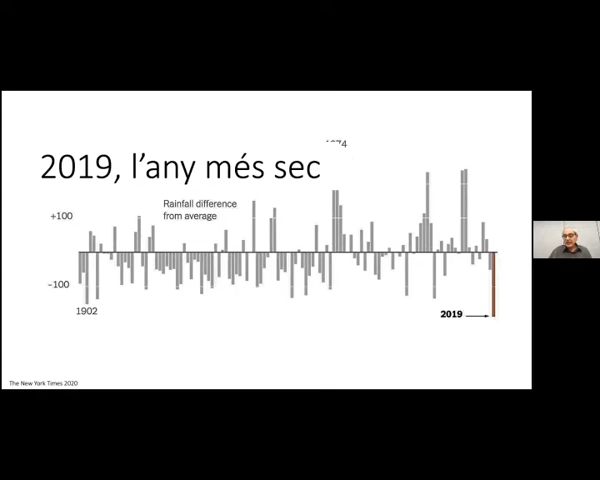 2019, l'any més sec
Rainfall difference
from average
+100
–100
1902
2019
The New York Times 2020